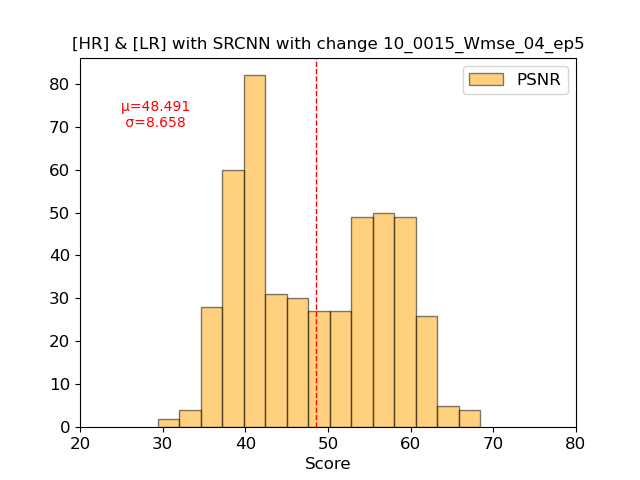 [HR] & [LR] with SRCNN with change 10_0015_Wmse_04_ep5
PSNR
μ=48.491
σ=8.658
80
70
60
50
40
30
20
10
0
20 30 40 50 60 70 80
Score